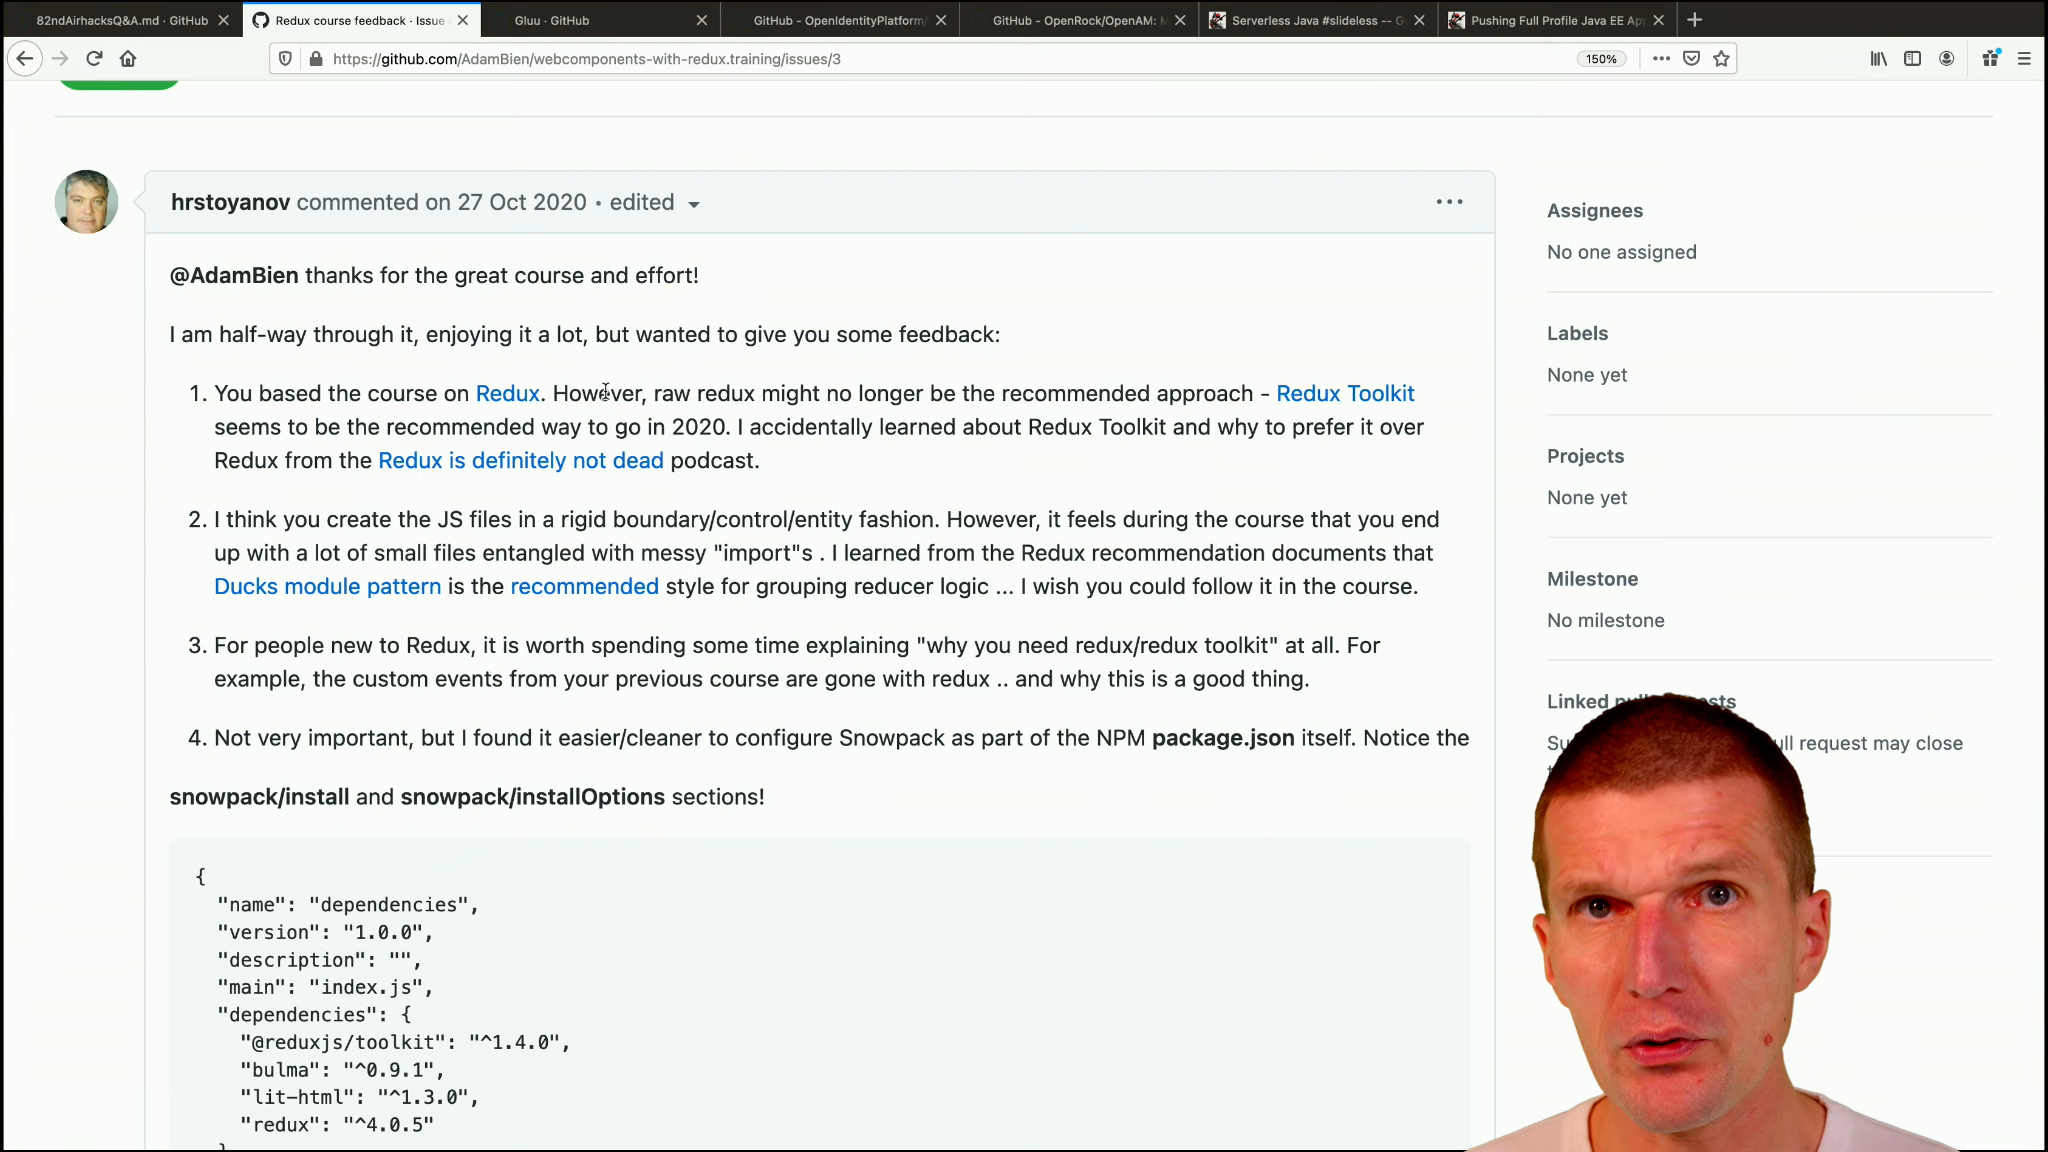 82ndAirhacksQ&A.md · GitHub
Redux course feedback · Issue
Gluu · GitHub
GitHub - OpenIdentityPlatform/
GitHub - OpenRock/OpenAM: M
Serverless Java #slideless -- G
Pushing Full Profile Java EE Ap
https://github.com/AdamBien/webcomponents-with-redux.training/issues/3
150%
hrstoyanov commented on 27 Oct 2020 • edited
@AdamBien thanks for the great course and effort!
I am half-way through it, enjoying it a lot, but wanted to give you some feedback:
1. You based the course on Redux. However, raw redux might no longer be the recommended approach - Redux Toolkit
seems to be the recommended way to go in 2020. I accidentally learned about Redux Toolkit and why to prefer it over
Redux from the Redux is definitely not dead podcast.
2. I think you create the JS files in a rigid boundary/control/entity fashion. However, it feels during the course that you end
up with a lot of small files entangled with messy "import"s . I learned from the Redux recommendation documents that
Ducks module pattern is the recommended style for grouping reducer logic ... I wish you could follow it in the course.
3. For people new to Redux, it is worth spending some time explaining "why you need redux/redux toolkit" at all. For
example, the custom events from your previous course are gone with redux .. and why this is a good thing.
4. Not very important, but I found it easier/cleaner to configure Snowpack as part of the NPM package.json itself. Notice the
snowpack/install and snowpack/installOptions sections!
{
"name": "dependencies",
"version": "1.0.0",
"description": "",
"main": "index.js",
"dependencies": {
"@reduxjs/toolkit": "^1.4.0",
"bulma": "^0.9.1",
"lit-html": "^1.3.0",
"redux": "^4.0.5"
Assignees
No one assigned
Labels
None yet
Projects
None yet
Milestone
No milestone
Linked
request may close